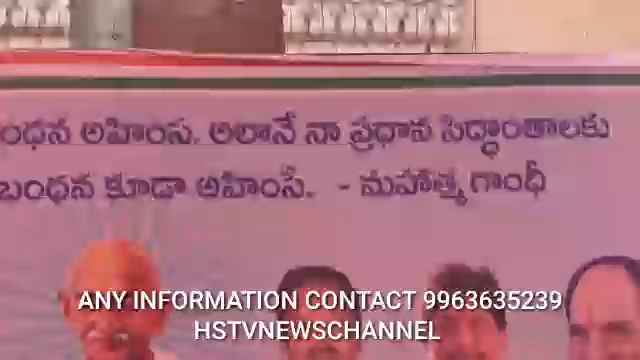 బంధన అహింస. అలానే నా ప్రధాన సిద్ధాంతాలకు
బంధన కూడా అహింసే. - మహాత్మ గాంధీ
ANY INFORMATION CONTACT 9963635239
HSTVNEWSCHANNEL